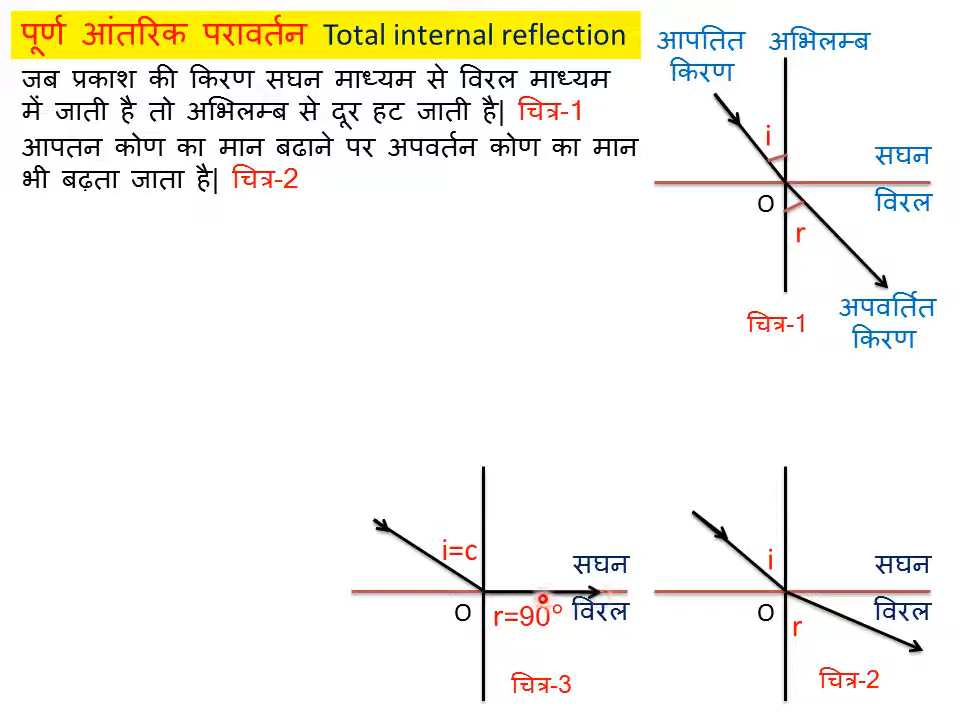 पूर्ण आंतरिक परावर्तन Total internal reflection
जब प्रकाश की किरण सघन माध्यम से विरल माध्यम
में जाती है तो अभिलम्ब से दूर हट जाती है| चित्र-1
आपतन कोण का मान बढाने पर अपवर्तन कोण का मान
भी बढ़ता जाता है| चित्र-2
आपतित
किरण
अभिलम्ब
i
सघन
विरल
O
r
अपवर्तित
किरण
चित्र-1
i=c
सघन
विरल
O
r=90°
चित्र-3
i
सघन
विरल
O
r
चित्र-2